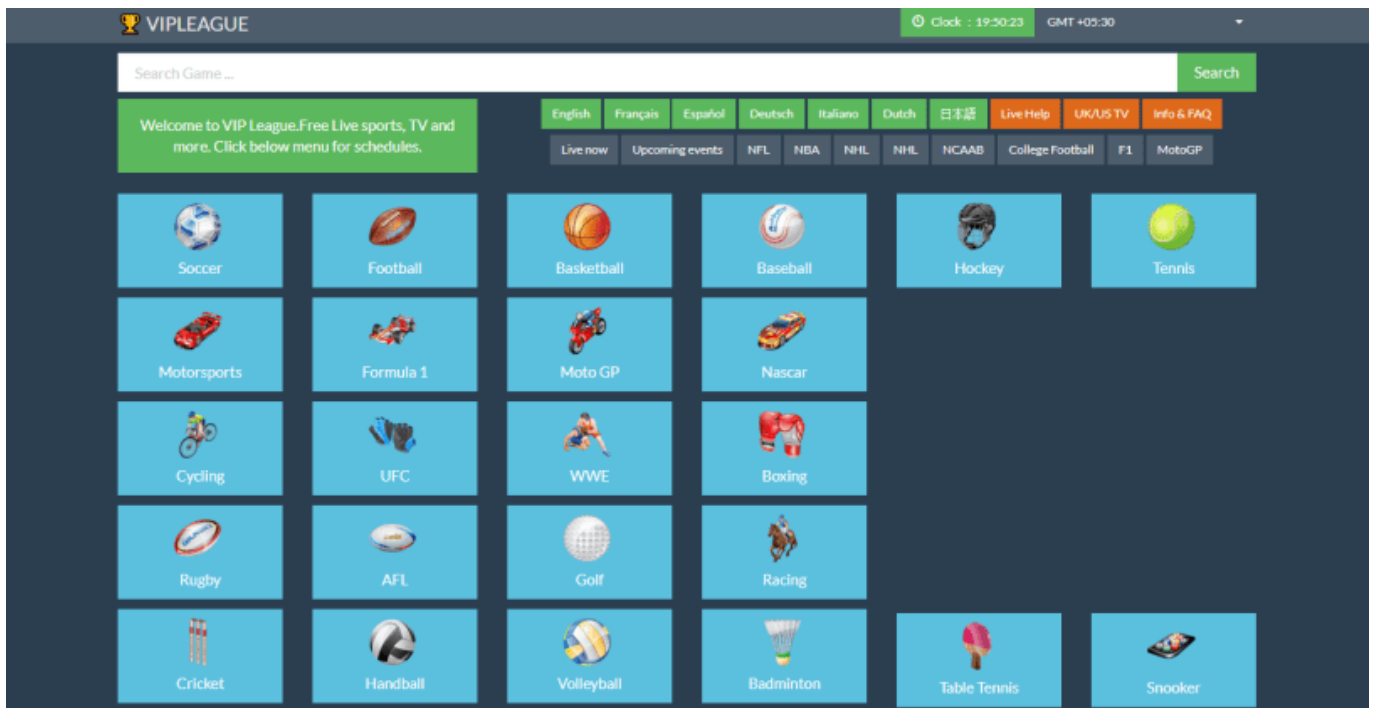 VIPLEAGUE
Clock : 19:50:23 GMT +05:30
Search Game ... Search
Welcome to VIP League.Free Live sports, TV and
more. Click below menu for schedules.
English Français Español Deutsch Italiano Dutch 日本語 Live Help UK/US TV Info & FAQ
Live now Upcoming events NFL NBA NHL NHL NCAAB College Football F1 MotoGP
Soccer Football Basketball Baseball Hockey Tennis
Motorsports Formula 1 Moto GP Nascar
Cycling UFC WWE Boxing
Rugby AFL Golf Racing
Cricket Handball Volleyball Badminton Table Tennis Snooker